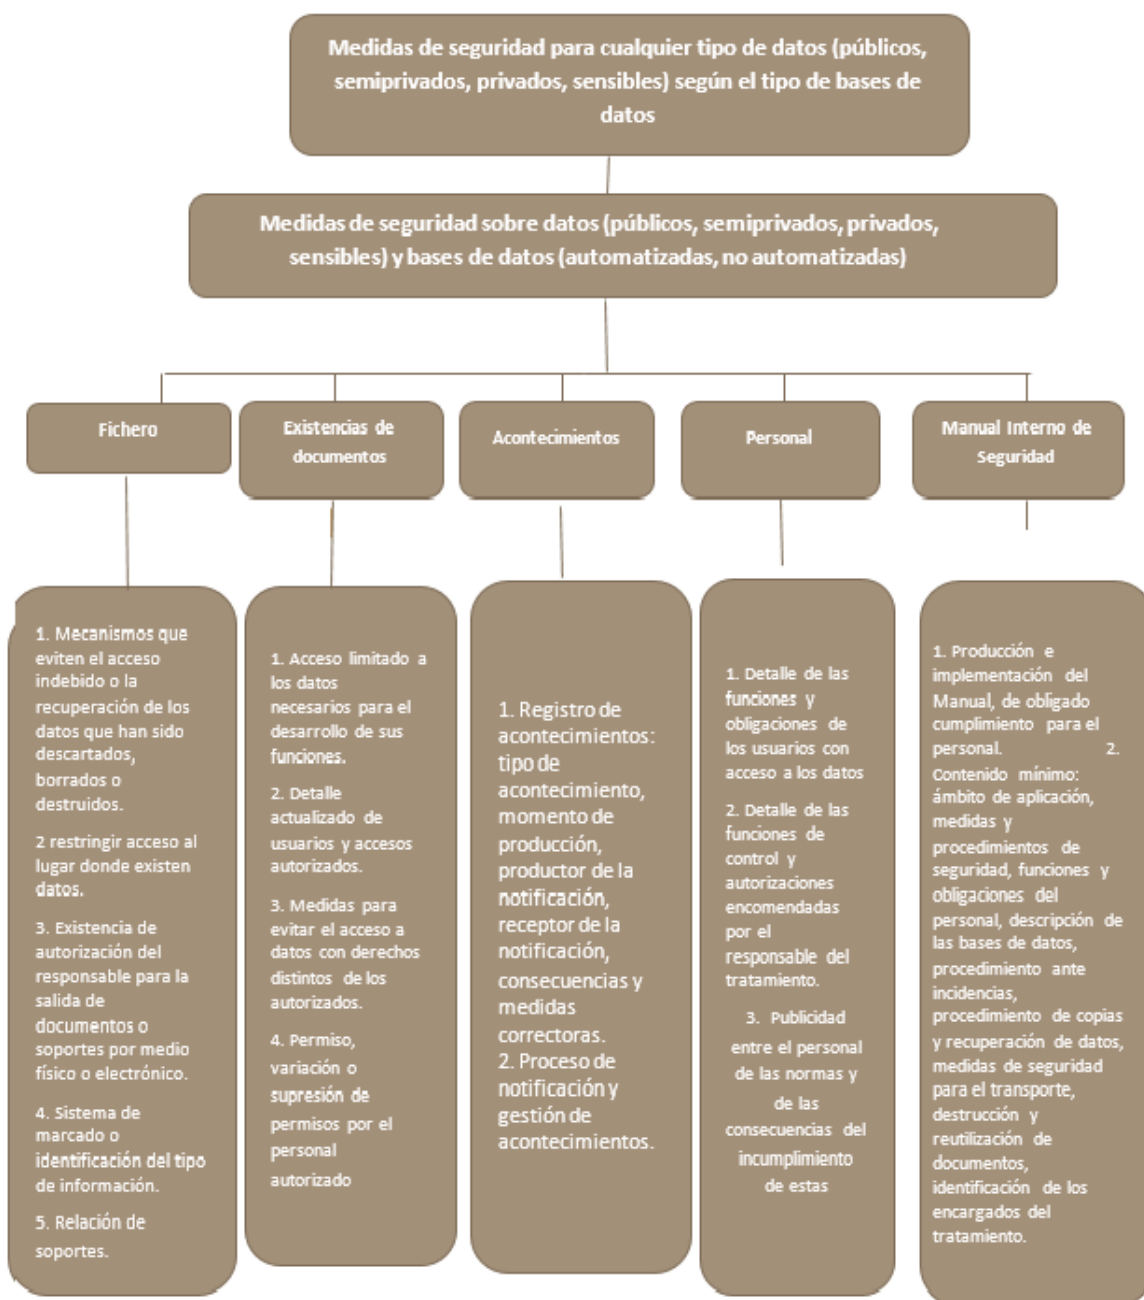 Medidas de seguridad para cualquier tipo de datos (públicos,
semiprivados, privados, sensibles) según el tipo de bases de
datos
Medidas de seguridad sobre datos (públicos, semiprivados, privados,
sensibles) y bases de datos (automatizadas, no automatizadas)
Fichero
Existencias de
documentos
Acontecimientos
Personal
Manual Interno de
Seguridad
1. Mecanismos que
eviten el acceso
indebido o la
recuperación de los
datos que han sido
descartados,
borrados o
destruidos.
2 restringir acceso al
lugar donde existen
datos.
3. Existencia de
autorización del
responsable para la
salida de
documentos o
soportes por medio
físico o electrónico.
4. Sistema de
marcado o
identificación del tipo
de información.
5. Relación de
soportes.
1. Acceso limitado a
los datos
necesarios para el
desarrollo de sus
funciones.
2. Detalle
actualizado de
usuarios y accesos
autorizados.
3. Medidas para
evitar el acceso a
datos con derechos
distintos de los
autorizados.
4. Permiso,
variación o
supresión de
permisos por el
personal
autorizado
1. Registro de
acontecimientos:
tipo de
acontecimiento,
momento de
producción,
productor de la
notificación,
receptor de la
notificación,
consecuencias y
medidas
correctoras.
2. Proceso de
notificación y
gestión de
acontecimientos.
1. Detalle de las
funciones y
obligaciones de
los usuarios con
acceso a los datos
2. Detalle de las
funciones de
control y
autorizaciones
encomendadas
por el
responsable del
tratamiento.
3. Publicidad
entre el personal
de las normas y
de las
consecuencias del
incumplimiento
de estas
1. Producción e
implementación del
Manual, de obligado
cumplimiento para el
personal. 2.
Contenido mínimo:
ámbito de aplicación,
medidas y
procedimientos de
seguridad, funciones y
obligaciones del
personal, descripción de
las bases de datos,
procedimiento ante
incidencias,
procedimiento de copias
y recuperación de datos,
medidas de seguridad
para el transporte,
destrucción y
reutilización de
documentos,
identificación de los
encargados del
tratamiento.